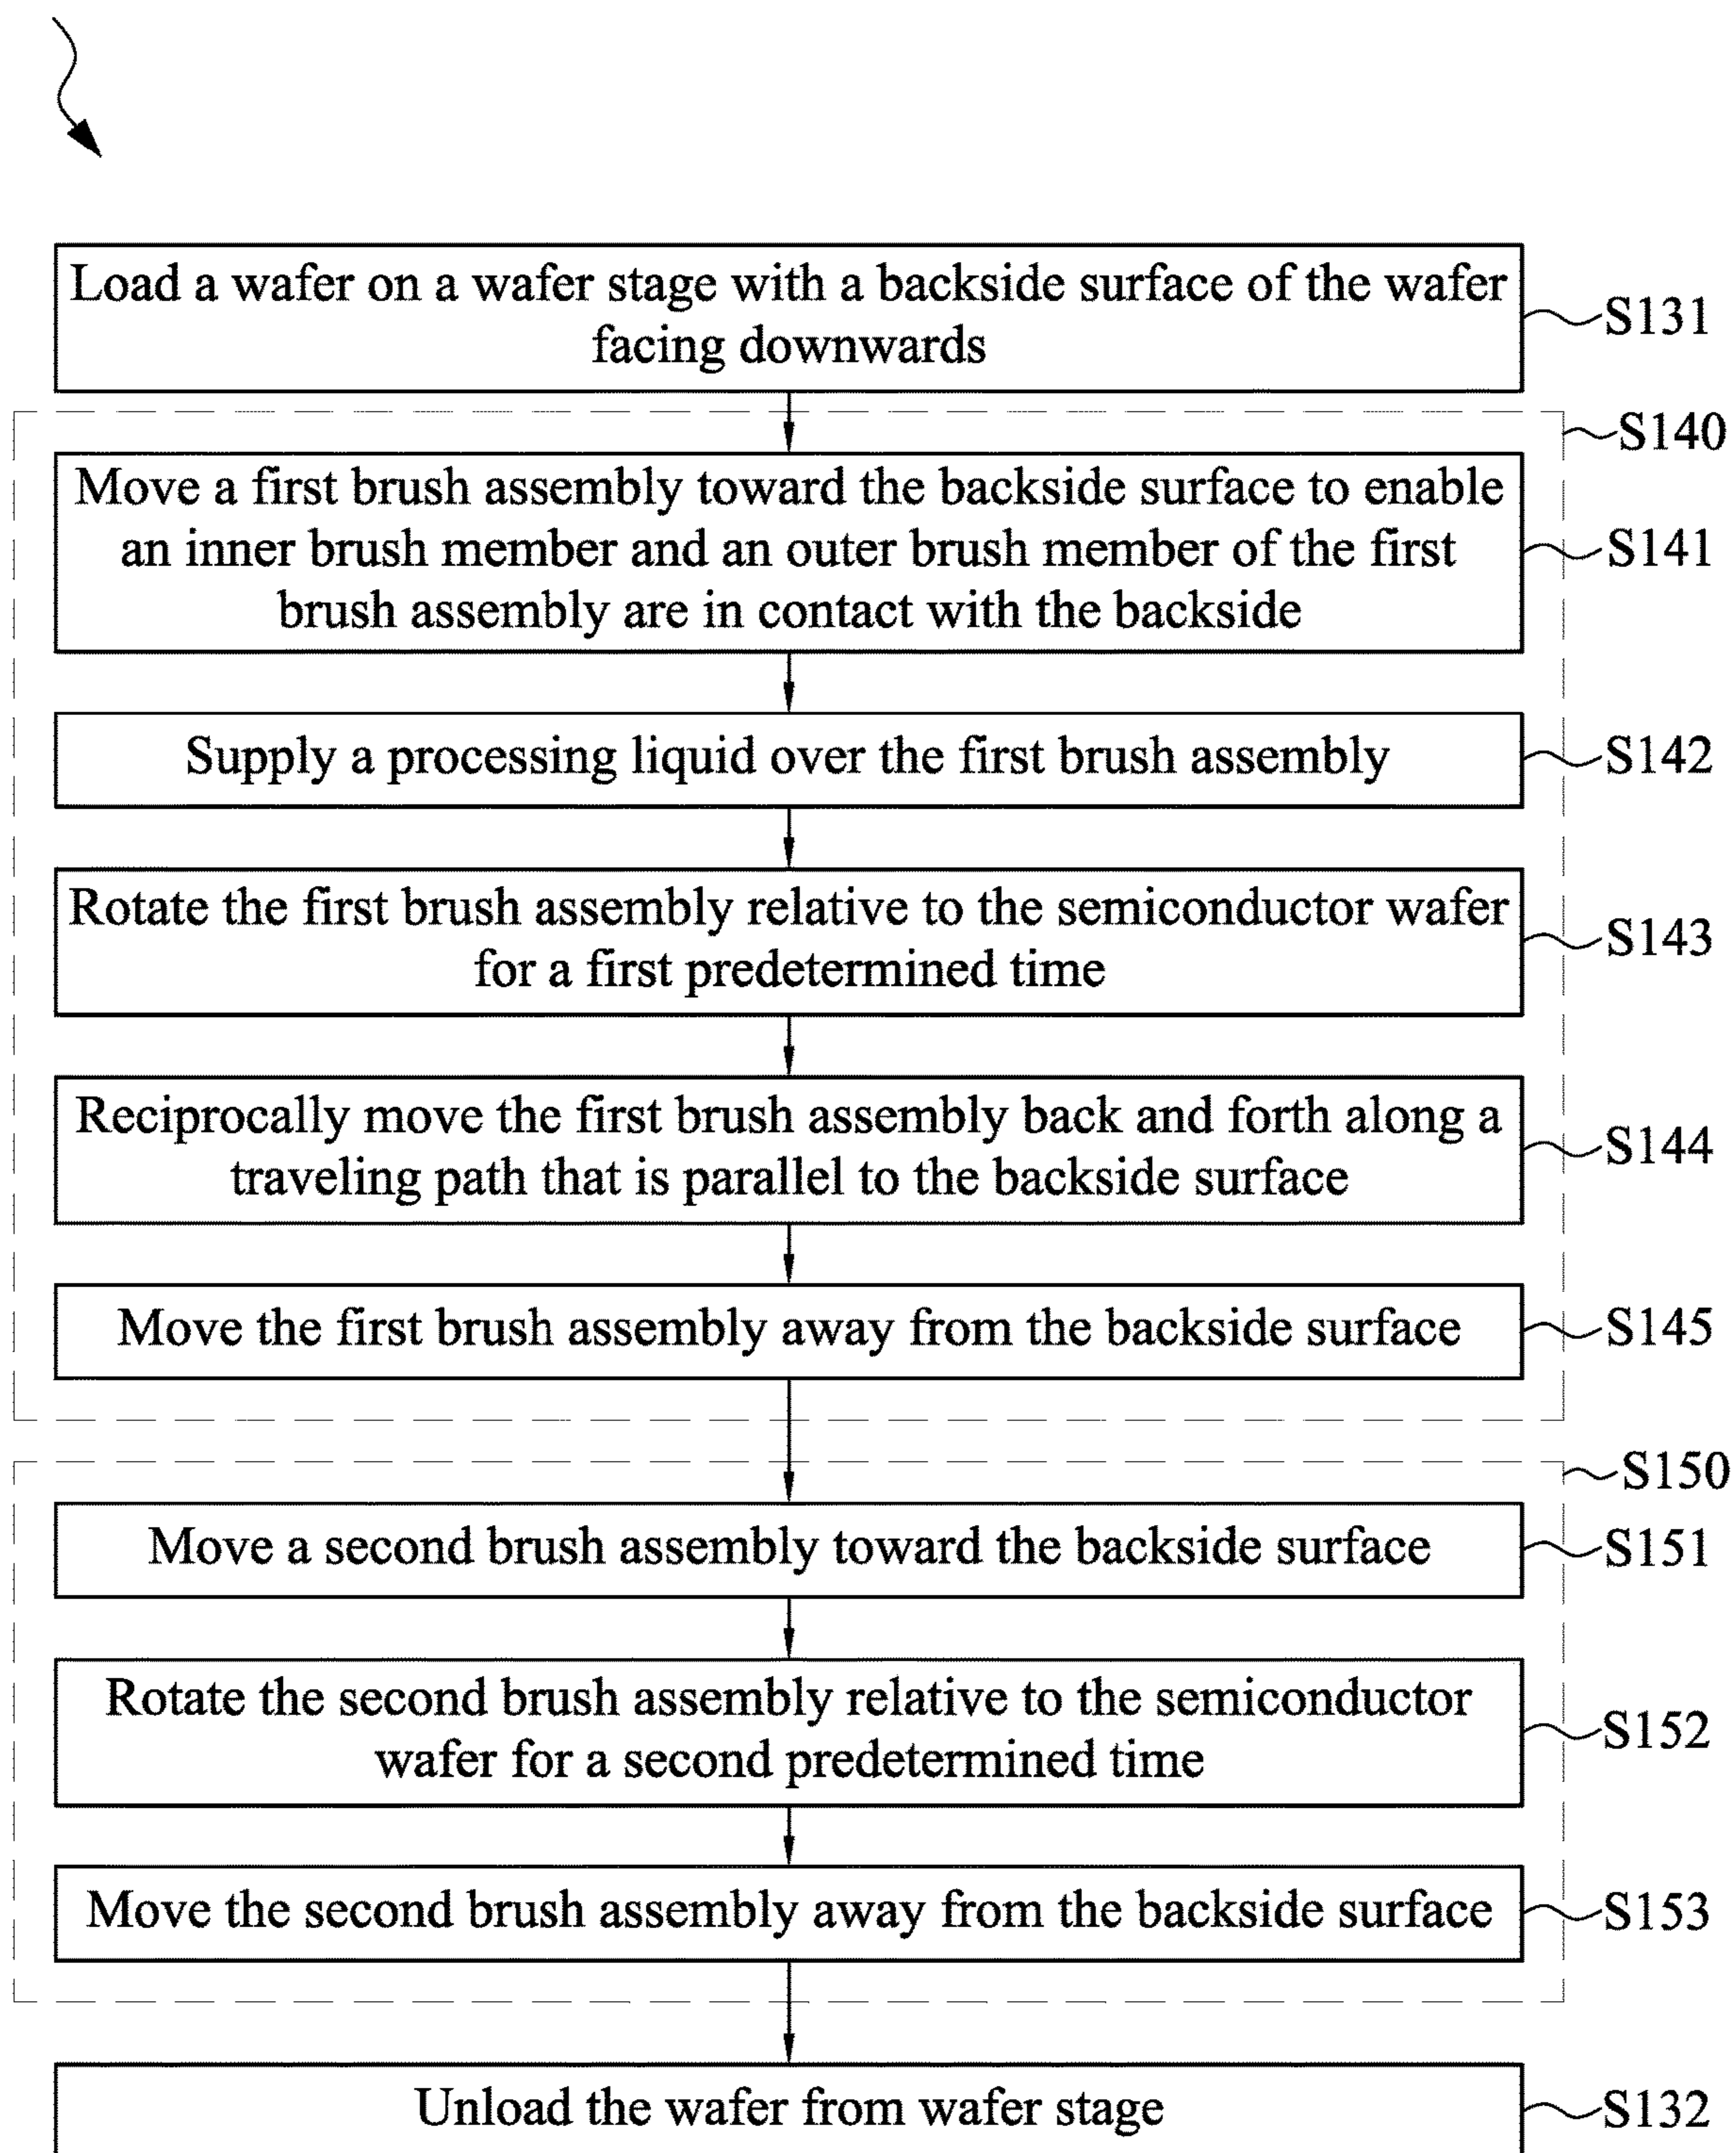 Load a wafer on a wafer stage with a backside surface of the wafer
facing downwards
S131
S140
Move a first brush assembly toward the backside surface to enable
an inner brush member and an outer brush member of the first
brush assembly are in contact with the backside
S141
Supply a processing liquid over the first brush assembly
S142
Rotate the first brush assembly relative to the semiconductor wafer
for a first predetermined time
S143
Reciprocally move the first brush assembly back and forth along a
traveling path that is parallel to the backside surface
S144
Move the first brush assembly away from the backside surface
S145
S150
Move a second brush assembly toward the backside surface
S151
Rotate the second brush assembly relative to the semiconductor
wafer for a second predetermined time
S152
Move the second brush assembly away from the backside surface
S153
Unload the wafer from wafer stage
S132